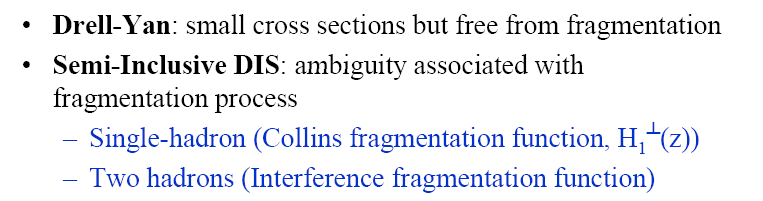 • Drell-Yan: small cross sections but free from fragmentation
• Semi-Inclusive DIS: ambiguity associated with
fragmentation process
– Single-hadron (Collins fragmentation function, H₁⊥(z))
– Two hadrons (Interference fragmentation function)